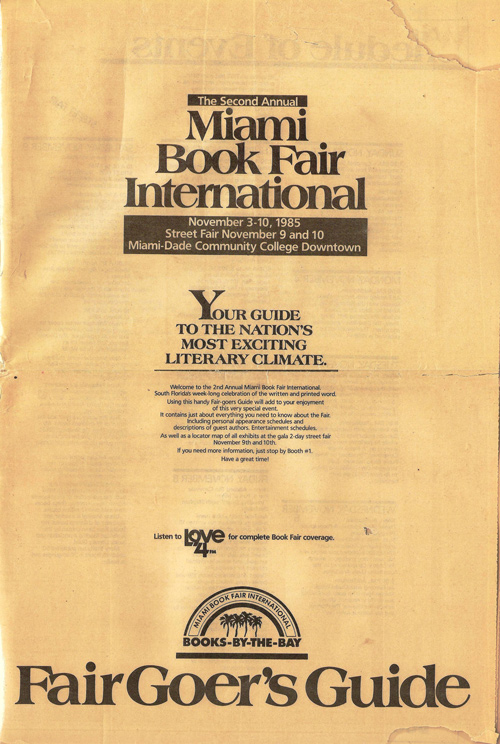 Schedule of Events
The Second Annual
Miami
Book Fair
International
November 3-10, 1985
Street Fair November 9 and 10
Miami-Dade Community College Downtown
YOUR GUIDE
TO THE NATION'S
MOST EXCITING
LITERARY CLIMATE.
Welcome to the 2nd Annual Miami Book Fair International.
South Florida's week-long celebration of the written and printed word.
Using this handy Fair-goers Guide will add to your enjoyment
of this very special event.
It contains just about everything you need to know about the Fair.
Including personal appearance schedules and
descriptions of guest authors. Entertainment schedules.
As well as a locator map of all exhibits at the gala 2-day street fair
November 9th and 10th.
If you need more information, just stop by Booth #1.
Have a great time!
Listen to Love 94™ for complete Book Fair coverage.
MIAMI BOOK FAIR INTERNATIONAL
BOOKS-BY-THE-BAY
Fair Goer's Guide